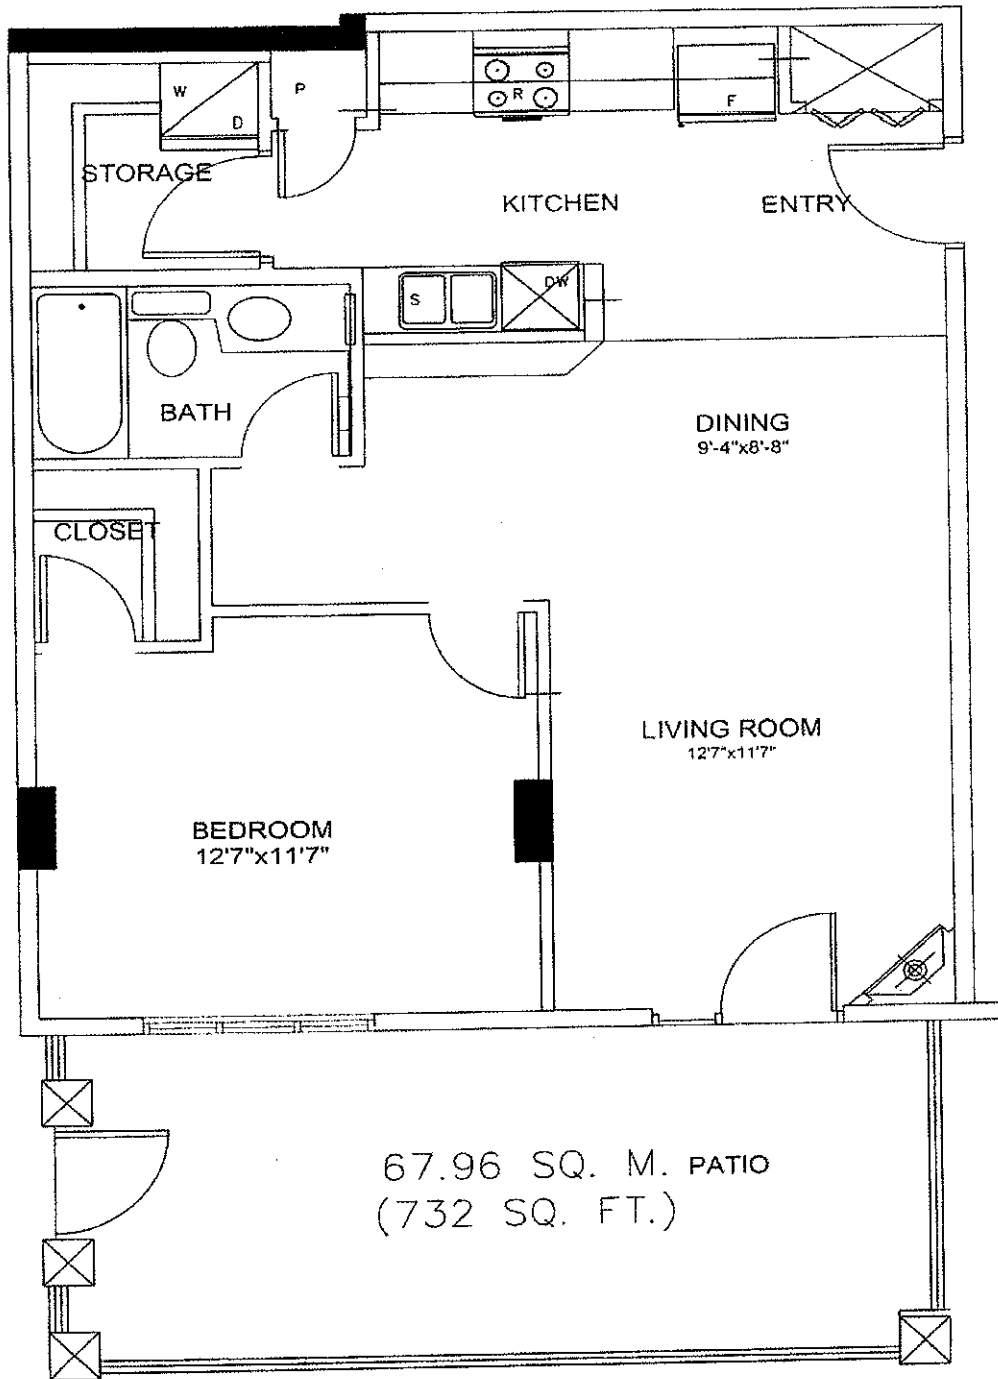 W
D
P
R
F
STORAGE
KITCHEN
ENTRY
S
DW
BATH
DINING
9'-4"x8'-8"
CLOSET
LIVING ROOM
12'7"x11'7"
BEDROOM
12'7"x11'7"
67.96 SQ. M. PATIO
(732 SQ. FT.)